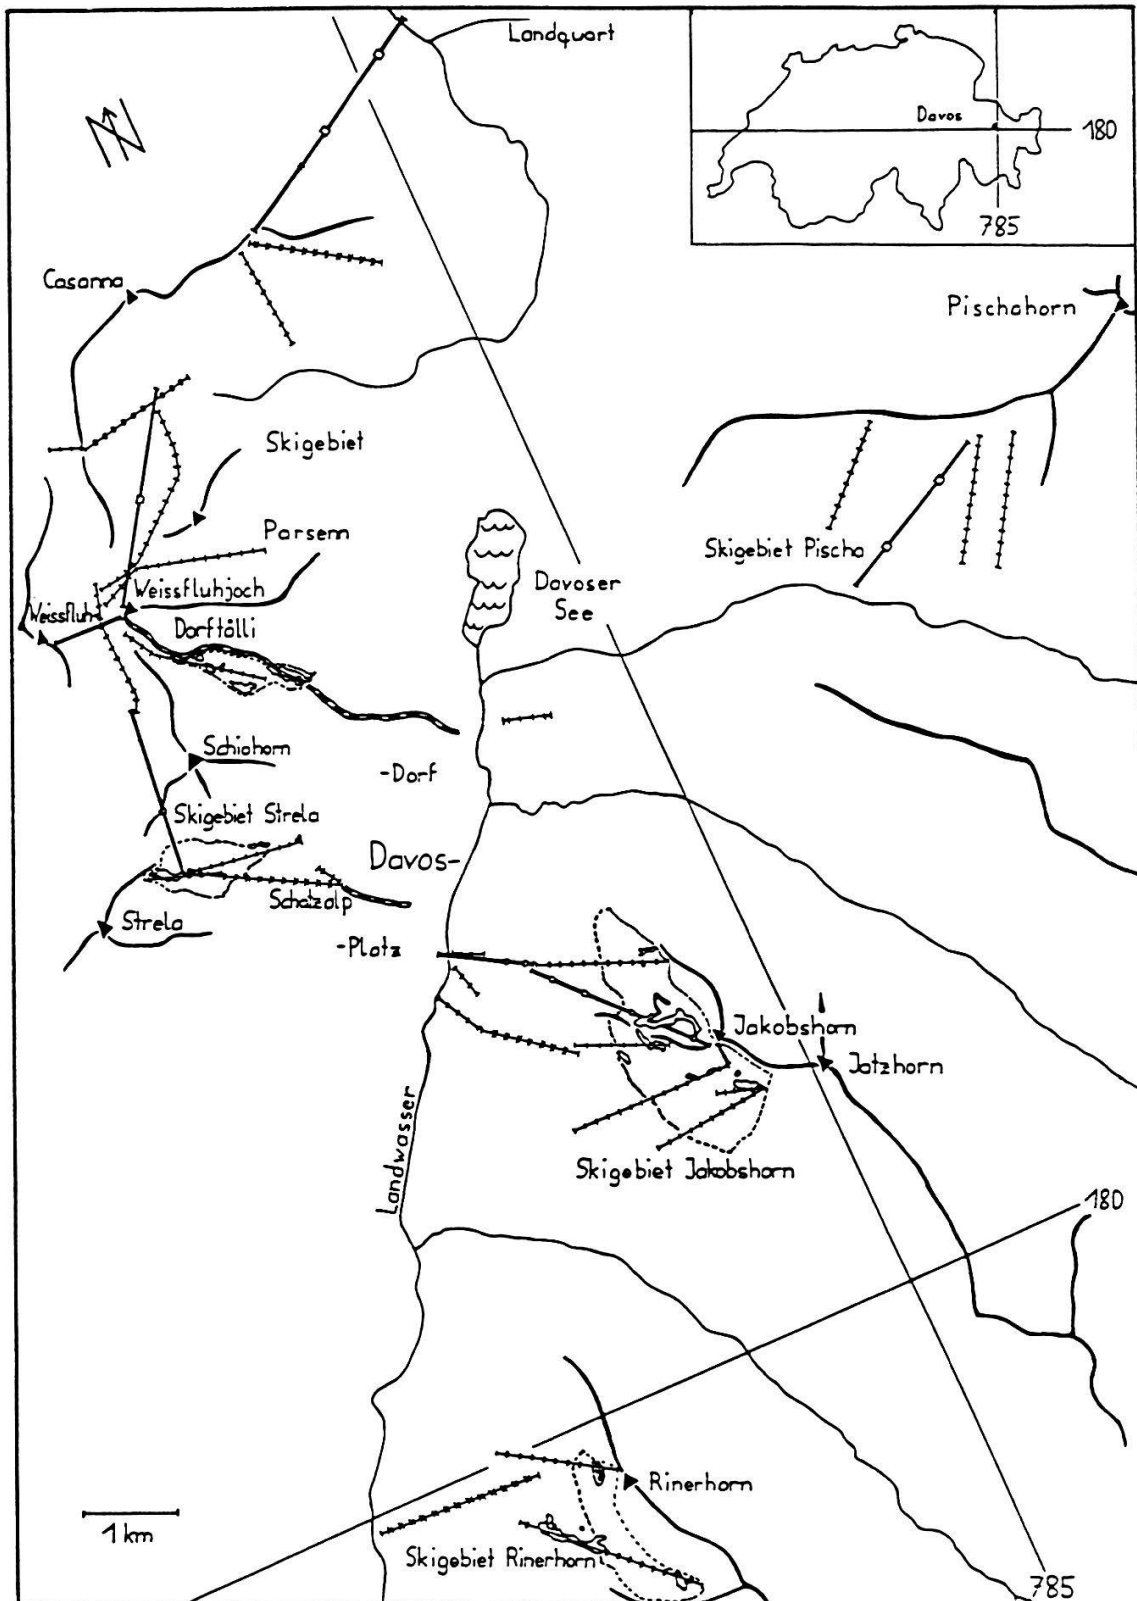 Landquart
Davos
180
785
N
Casanna
Pischahorn
Skigebiet
Parsenn
Skigebiet Pischa
Weissfluhjoch
Davoser
See
Weissfluh
Dorftälli
Schiahorn
-Dorf
Skigebiet Strela
Davos-
Schatzalp
Strela
-Platz
Jakobshorn
Jatzhorn
Landwasser
Skigebiet Jakobshorn
180
Rinerhorn
1 km
Skigebiet Rinerhorn
785